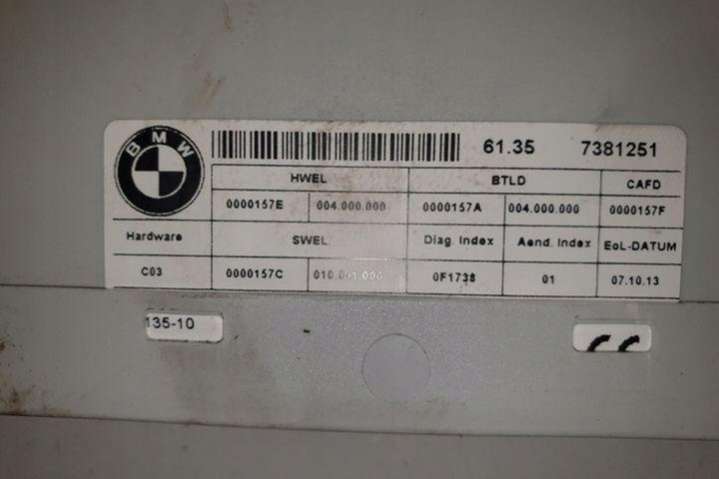 BMW
61.35 7381251
HWEL BTLD CAFD
0000157E 004.000.000 0000157A 004.000.000 0000157F
Hardware SWEL Diag. Index Aend. Index EoL-DATUM
C03 0000157C 0F1738 01 07.10.13
135-10